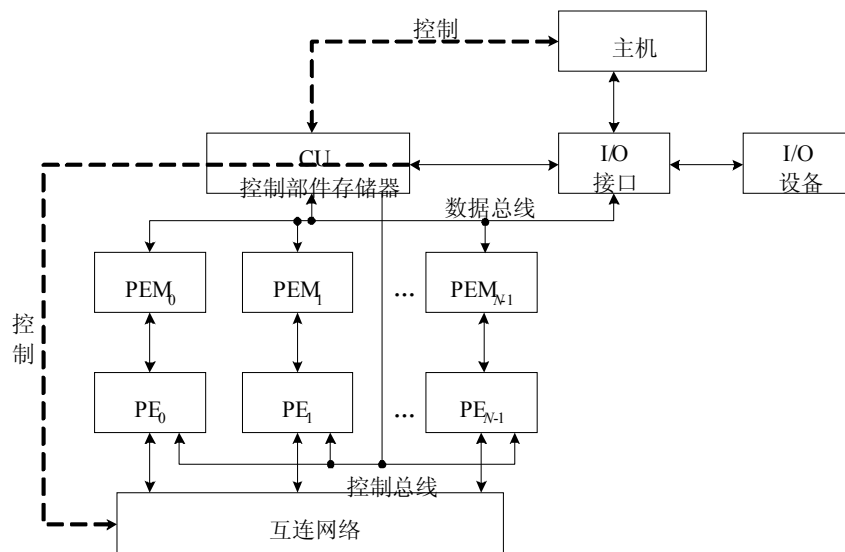 控制
主机
CU
控制部件存储器
I/O
接口
I/O
设备
数据总线
PEM0
PEM1
...
PEMN-1
控
制
PE0
PE1
...
PEN-1
控制总线
互连网络